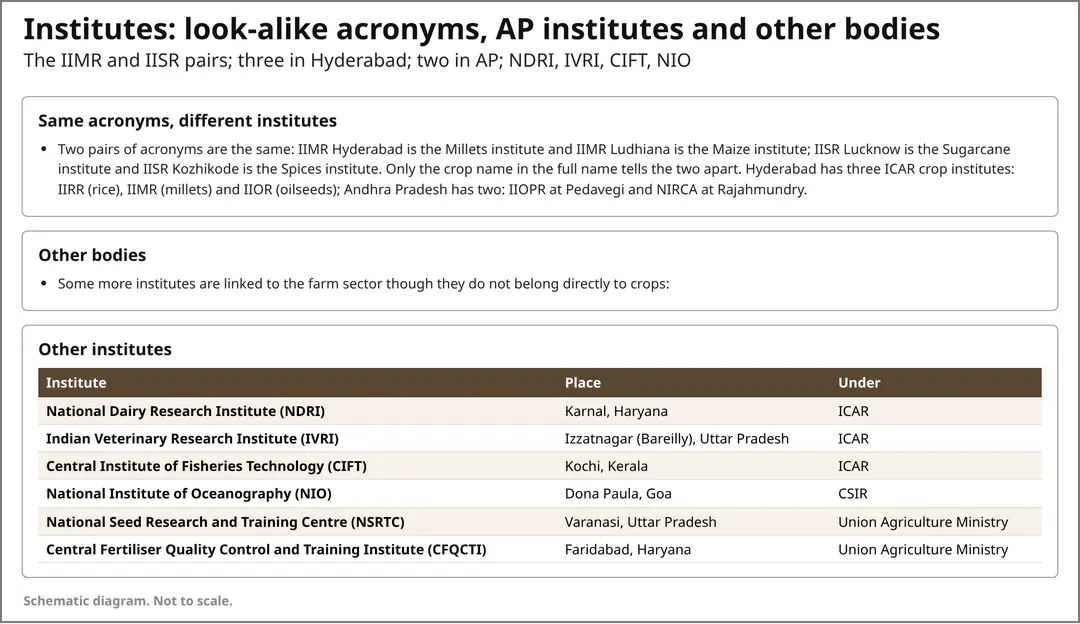 Institutes: look-alike acronyms, AP institutes and other bodies
The IIMR and IISR pairs; three in Hyderabad; two in AP; NDRI, IVRI, CIFT, NIO
Same acronyms, different institutes
• Two pairs of acronyms are the same: IIMR Hyderabad is the Millets institute and IIMR Ludhiana is the Maize institute; IISR Lucknow is the Sugarcane
institute and IISR Kozhikode is the Spices institute. Only the crop name in the full name tells the two apart. Hyderabad has three ICAR crop institutes:
IIRR (rice), IIMR (millets) and IIOR (oilseeds); Andhra Pradesh has two: IIOPR at Pedavegi and NIRCA at Rajahmundry.
Other bodies
• Some more institutes are linked to the farm sector though they do not belong directly to crops:
Other institutes
Institute Place Under
National Dairy Research Institute (NDRI) Karnal, Haryana ICAR
Indian Veterinary Research Institute (IVRI) Izzatnagar (Bareilly), Uttar Pradesh ICAR
Central Institute of Fisheries Technology (CIFT) Kochi, Kerala ICAR
National Institute of Oceanography (NIO) Dona Paula, Goa CSIR
National Seed Research and Training Centre (NSRTC) Varanasi, Uttar Pradesh Union Agriculture Ministry
Central Fertiliser Quality Control and Training Institute (CFQCTI) Faridabad, Haryana Union Agriculture Ministry
Schematic diagram. Not to scale.